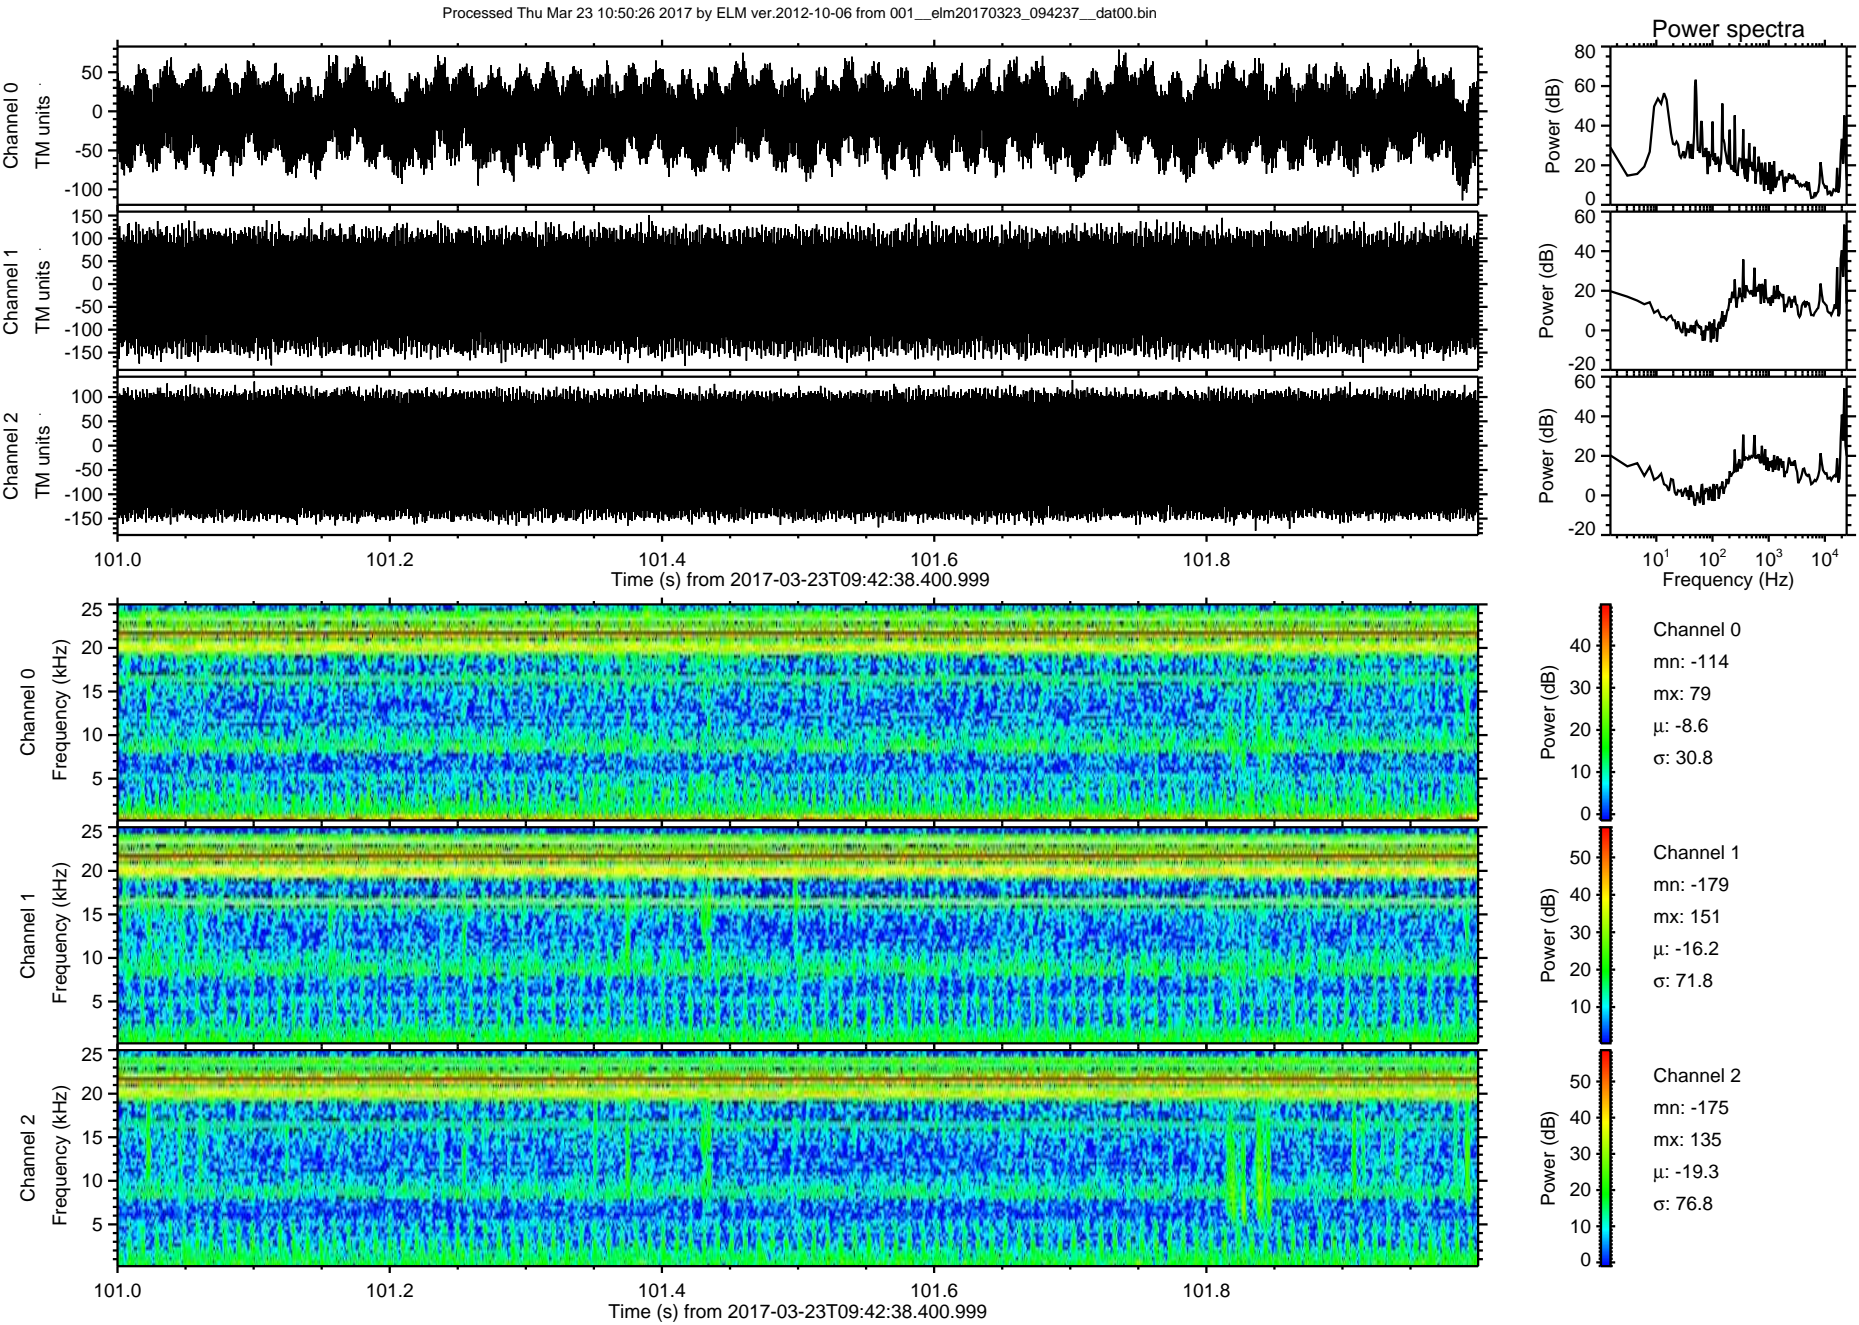 Processed Thu Mar 23 10:50:26 2017 by ELM ver.2012-10-06 from 001__elm20170323_094237__dat00.bin
Power spectra
Channel 0
TM units
50
0
-50
-100
Power (dB)
80
60
40
20
0
Channel 1
TM units
150
100
50
0
-50
-100
-150
Power (dB)
60
40
20
0
-20
Channel 2
TM units
100
50
0
-50
-100
-150
Power (dB)
60
40
20
0
-20
101.0 101.2 101.4 101.6 101.8
Time (s) from 2017-03-23T09:42:38.400.999
10^1 10^2 10^3 10^4
Frequency (Hz)
Channel 0
Frequency (kHz)
25
20
15
10
5
Power (dB)
40
30
20
10
0
Channel 0
mn: -114
mx: 79
μ: -8.6
σ: 30.8
Channel 1
Frequency (kHz)
25
20
15
10
5
Power (dB)
50
40
30
20
10
Channel 1
mn: -179
mx: 151
μ: -16.2
σ: 71.8
Channel 2
Frequency (kHz)
25
20
15
10
5
Power (dB)
50
40
30
20
10
0
Channel 2
mn: -175
mx: 135
μ: -19.3
σ: 76.8
101.0 101.2 101.4 101.6 101.8
Time (s) from 2017-03-23T09:42:38.400.999